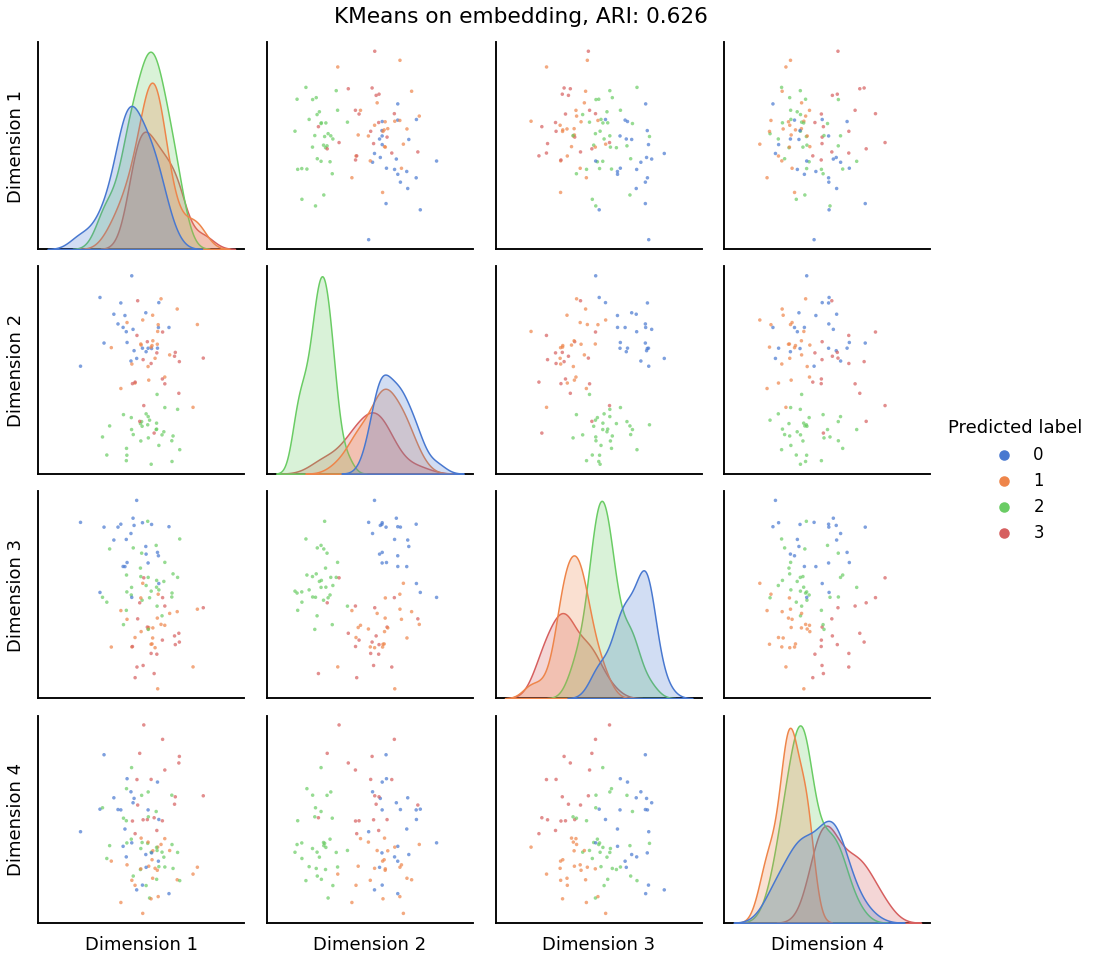 KMeans on embedding, ARI: 0.626
Dimension 1
Dimension 2
Dimension 3
Dimension 4
Predicted label
0
1
2
3
Dimension 1
Dimension 2
Dimension 3
Dimension 4